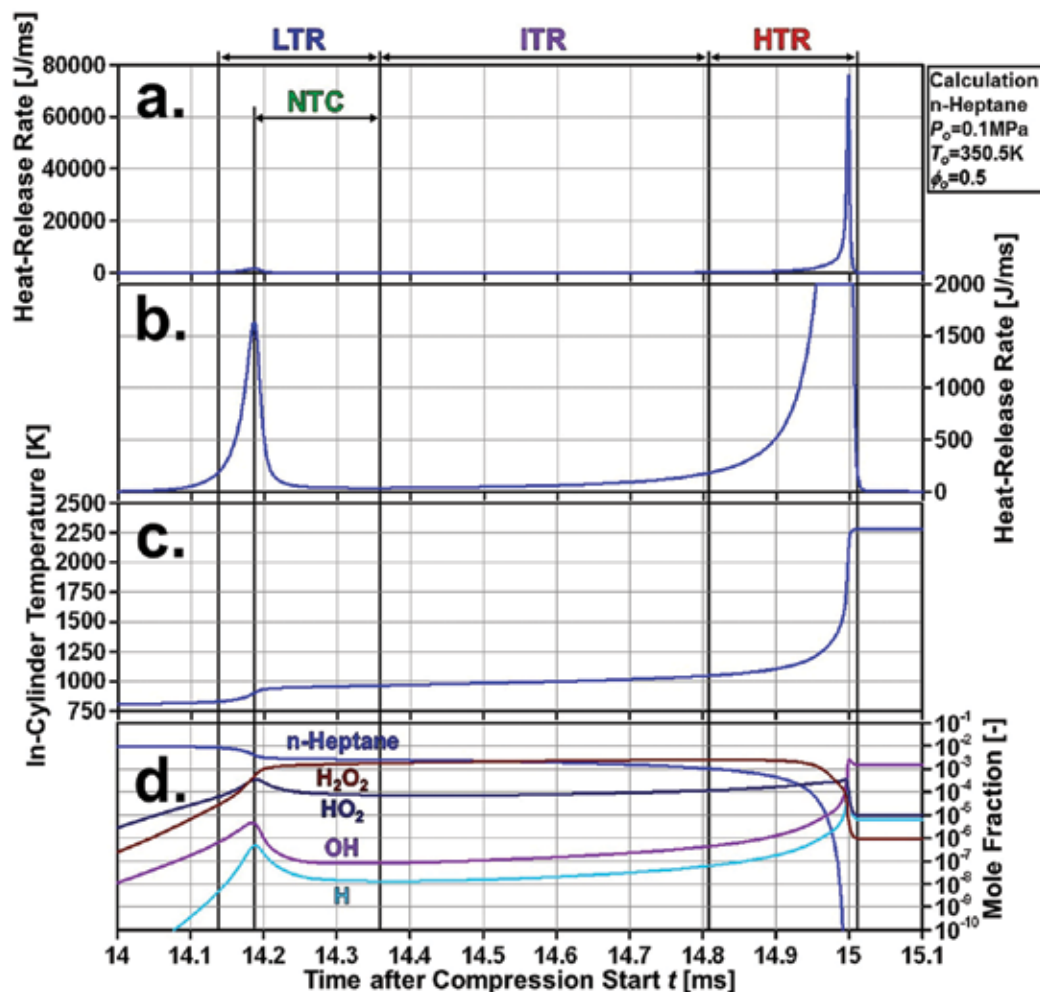 LTR ITR HTR
80000
60000
40000
20000
0
Heat-Release Rate [J/ms]
a.
NTC
Calculation
n-Heptane
Pₒ=0.1MPa
Tₒ=350.5K
ϕₒ=0.5
b.
2000
1500
1000
500
0
Heat-Release Rate [J/ms]
2500
2250
2000
1750
1500
1250
1000
750
In-Cylinder Temperature [K]
c.
d.
n-Heptane
H₂O₂
HO₂
OH
H
10⁻¹
10⁻²
10⁻³
10⁻⁴
10⁻⁵
10⁻⁶
10⁻⁷
10⁻⁸
10⁻⁹
10⁻¹⁰
Mole Fraction [-]
14 14.1 14.2 14.3 14.4 14.5 14.6 14.7 14.8 14.9 15 15.1
Time after Compression Start t [ms]